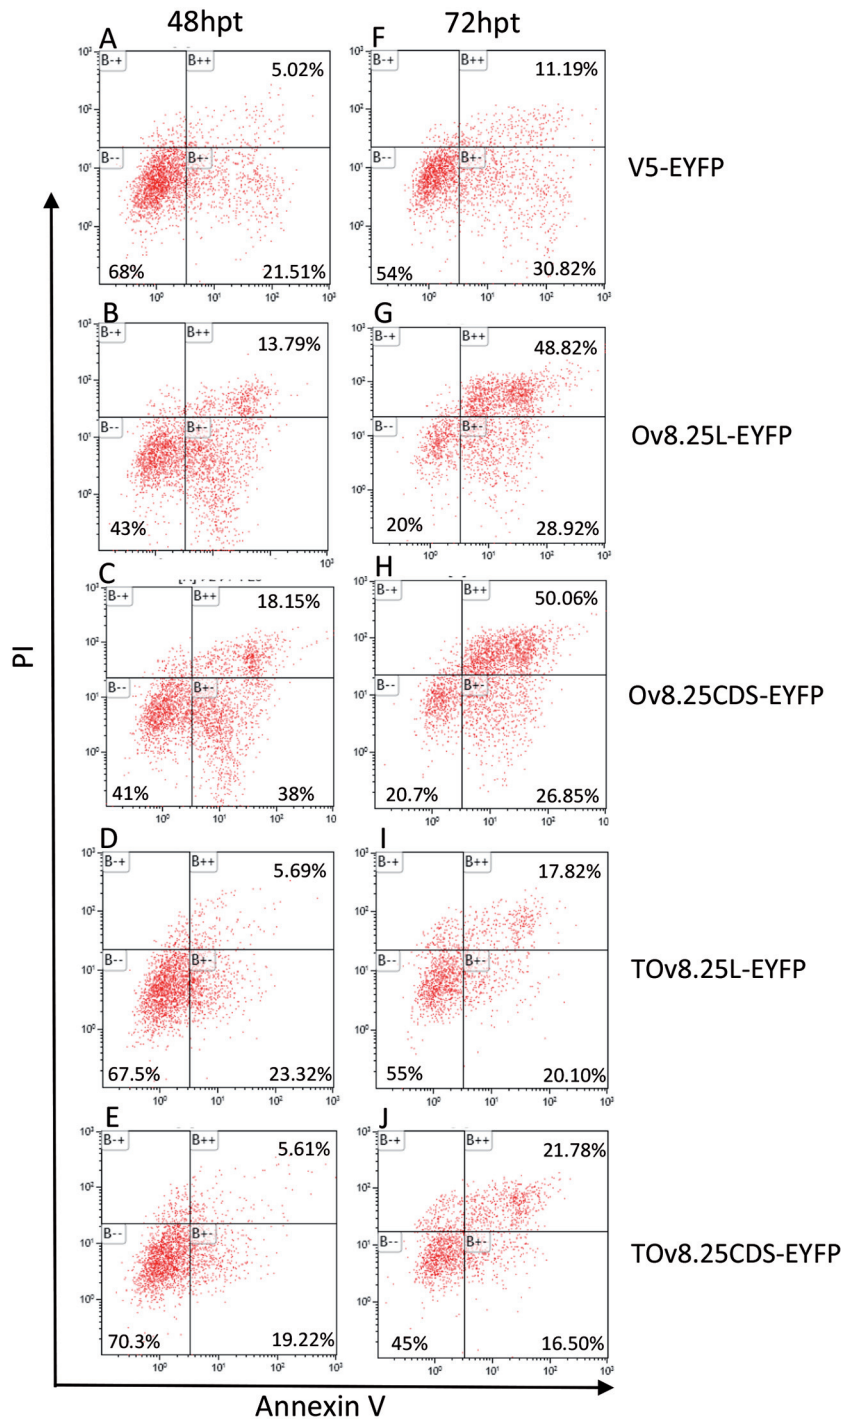 48hpt 72hpt
A F
B-+ B++ 5.02% B-+ B++ 11.19%
B-- B+- B-- B+- V5-EYFP
68% 21.51% 54% 30.82%
B G
B-+ B++ 13.79% B-+ B++ 48.82%
B-- B+- B-- B+- Ov8.25L-EYFP
43% 20% 28.92%
C H
B-+ B++ 18.15% B-+ B++ 50.06%
B-- B+- B-- B+- Ov8.25CDS-EYFP
41% 38% 20.7% 26.85%
D I
B-+ B++ 5.69% B-+ B++ 17.82%
B-- B+- B-- B+- TOv8.25L-EYFP
67.5% 23.32% 55% 20.10%
E J
B-+ B++ 5.61% B-+ B++ 21.78%
B-- B+- B-- B+- TOv8.25CDS-EYFP
70.3% 19.22% 45% 16.50%
PI
Annexin V